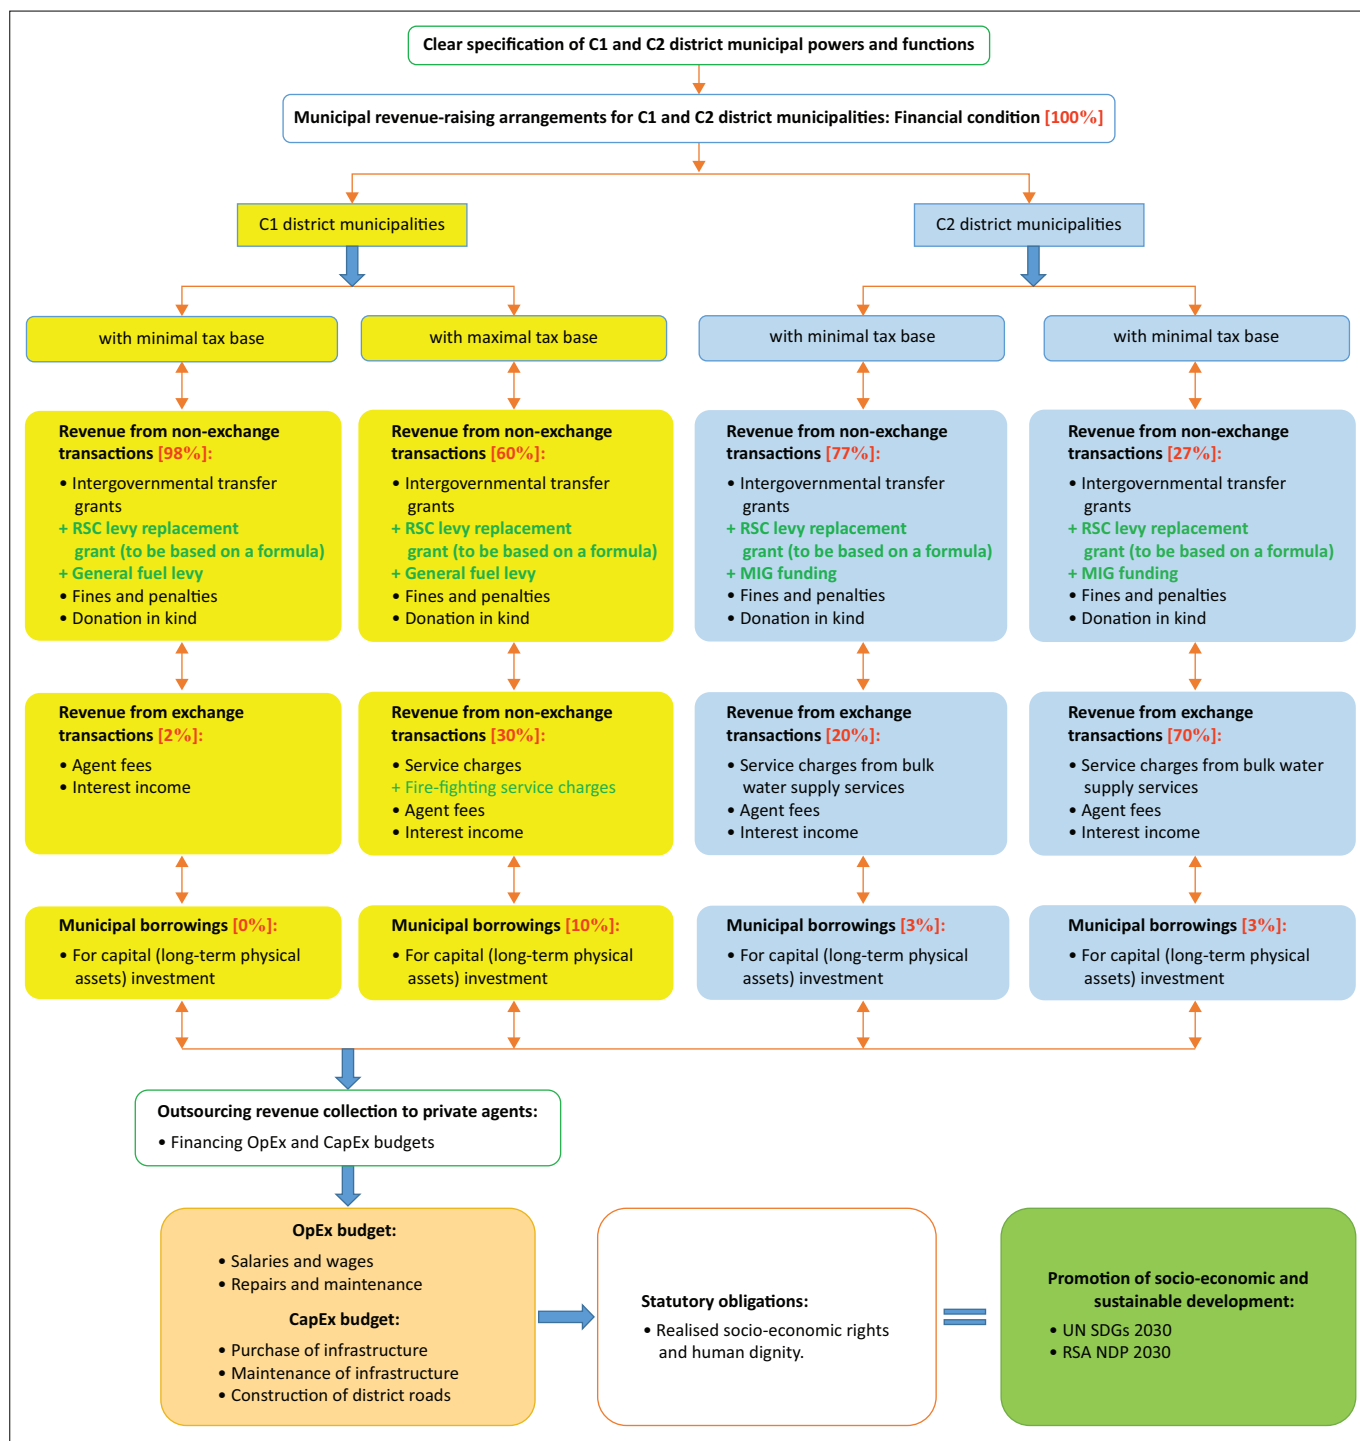 Clear specification of C1 and C2 district municipal powers and functions
Municipal revenue-raising arrangements for C1 and C2 district municipalities: Financial condition [100%]
C1 district municipalities
C2 district municipalities
with minimal tax base
with maximal tax base
with minimal tax base
with minimal tax base
Revenue from non-exchange
transactions [98%]:
• Intergovernmental transfer
grants
+ RSC levy replacement
grant (to be based on a formula)
+ General fuel levy
• Fines and penalties
• Donation in kind
Revenue from non-exchange
transactions [60%]:
• Intergovernmental transfer
grants
+ RSC levy replacement
grant (to be based on a formula)
+ General fuel levy
• Fines and penalties
• Donation in kind
Revenue from non-exchange
transactions [77%]:
• Intergovernmental transfer
grants
+ RSC levy replacement
grant (to be based on a formula)
+ MIG funding
• Fines and penalties
• Donation in kind
Revenue from non-exchange
transactions [27%]:
• Intergovernmental transfer
grants
+ RSC levy replacement
grant (to be based on a formula)
+ MIG funding
• Fines and penalties
• Donation in kind
Revenue from exchange
transactions [2%]:
• Agent fees
• Interest income
Revenue from non-exchange
transactions [30%]:
• Service charges
+ Fire-fighting service charges
• Agent fees
• Interest income
Revenue from exchange
transactions [20%]:
• Service charges from bulk
water supply services
• Agent fees
• Interest income
Revenue from exchange
transactions [70%]:
• Service charges from bulk water
supply services
• Agent fees
• Interest income
Municipal borrowings [0%]:
• For capital (long-term physical
assets) investment
Municipal borrowings [10%]:
• For capital (long-term physical
assets) investment
Municipal borrowings [3%]:
• For capital (long-term physical
assets) investment
Municipal borrowings [3%]:
• For capital (long-term physical
assets) investment
Outsourcing revenue collection to private agents:
• Financing OpEx and CapEx budgets
OpEx budget:
• Salaries and wages
• Repairs and maintenance
CapEx budget:
• Purchase of infrastructure
• Maintenance of infrastructure
• Construction of district roads
Statutory obligations:
• Realised socio-economic rights
and human dignity.
Promotion of socio-economic and
sustainable development:
• UN SDGs 2030
• RSA NDP 2030